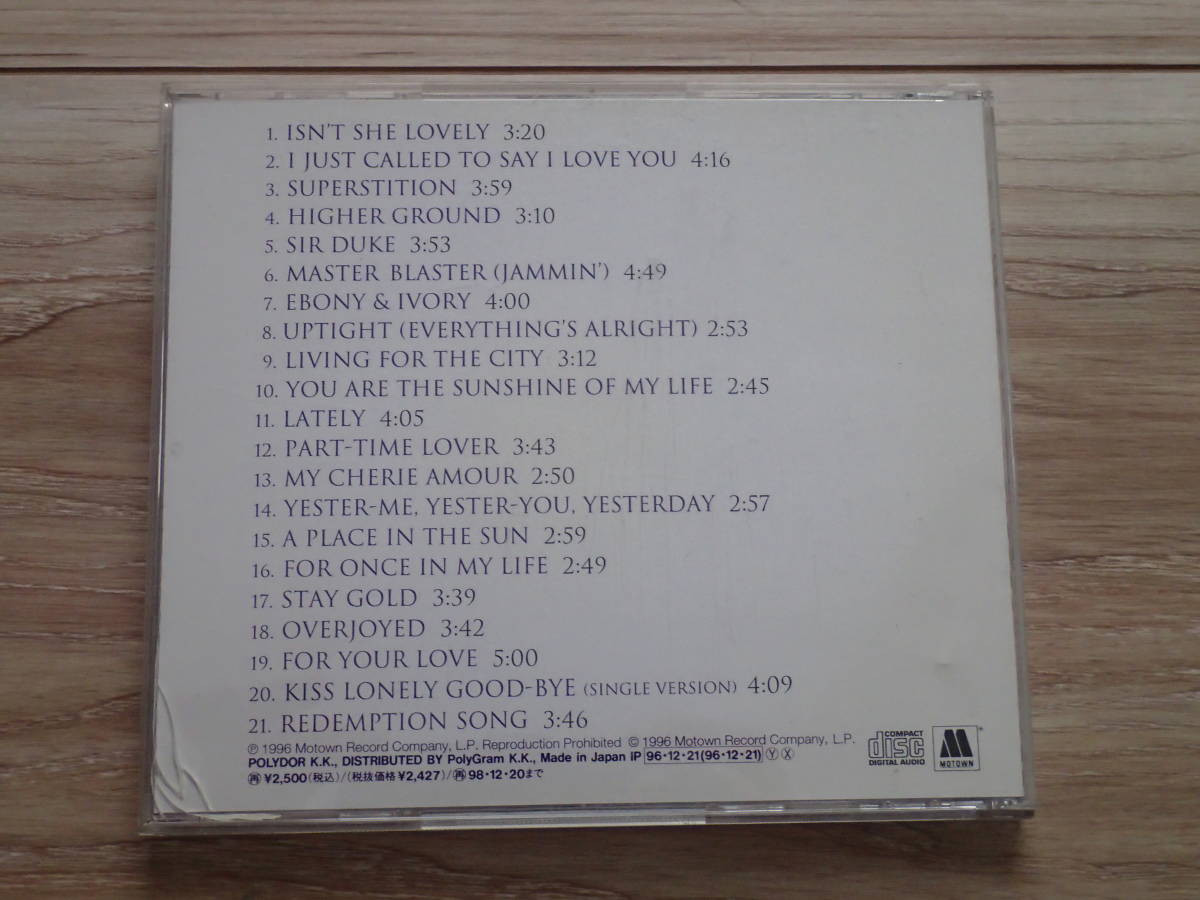 1. ISN'T SHE LOVELY 3:20
2. I JUST CALLED TO SAY I LOVE YOU 4:16
3. SUPERSTITION 3:59
4. HIGHER GROUND 3:10
5. SIR DUKE 3:53
6. MASTER BLASTER (JAMMIN') 4:49
7. EBONY & IVORY 4:00
8. UPTIGHT (EVERYTHING'S ALRIGHT) 2:53
9. LIVING FOR THE CITY 3:12
10. YOU ARE THE SUNSHINE OF MY LIFE 2:45
11. LATELY 4:05
12. PART-TIME LOVER 3:43
13. MY CHERIE AMOUR 2:50
14. YESTER-ME, YESTER-YOU, YESTERDAY 2:57
15. A PLACE IN THE SUN 2:59
16. FOR ONCE IN MY LIFE 2:49
17. STAY GOLD 3:39
18. OVERJOYED 3:42
19. FOR YOUR LOVE 5:00
20. KISS LONELY GOOD-BYE (SINGLE VERSION) 4:09
21. REDEMPTION SONG 3:46
℗ 1996 Motown Record Company, L.P. Reproduction Prohibited © 1996 Motown Record Company, L.P.
POLYDOR K.K., DISTRIBUTED BY PolyGram K.K., Made in Japan IP 96・12・21(96・12・21) Ⓨ Ⓧ
㊢ ¥2,500(税込)/(税抜価格¥2,427)/㊢ 98・12・20まで
COMPACT
disc
DIGITAL AUDIO
M
MOTOWN